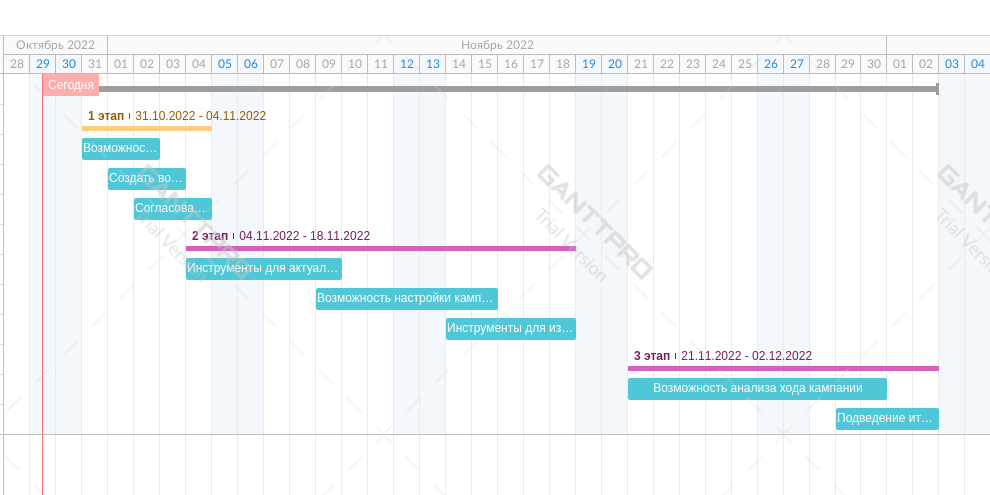 Октябрь 2022 Ноябрь 2022
28 29 30 31 01 02 03 04 05 06 07 08 09 10 11 12 13 14 15 16 17 18 19 20 21 22 23 24 25 26 27 28 29 30 01 02 03 04
Сегодня
1 этап 31.10.2022 - 04.11.2022
Возможнос...
Создать во...
Согласова...
2 этап 04.11.2022 - 18.11.2022
Инструменты для актуал...
Возможность настройки камп...
Инструменты для из...
3 этап 21.11.2022 - 02.12.2022
Возможность анализа хода кампании
Подведение ит...
GANTTPRO
Trial Version
GANTTPRO
Trial Version
GANTTPRO
Trial Version